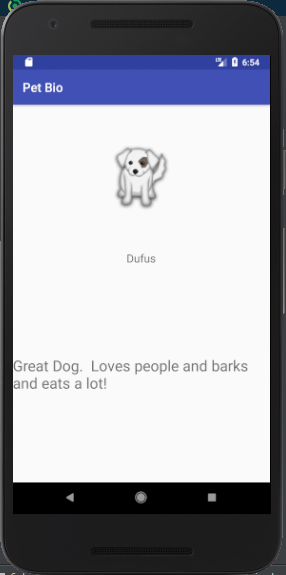 6:54
Pet Bio
Dufus
Great Dog.  Loves people and barks
and eats a lot!